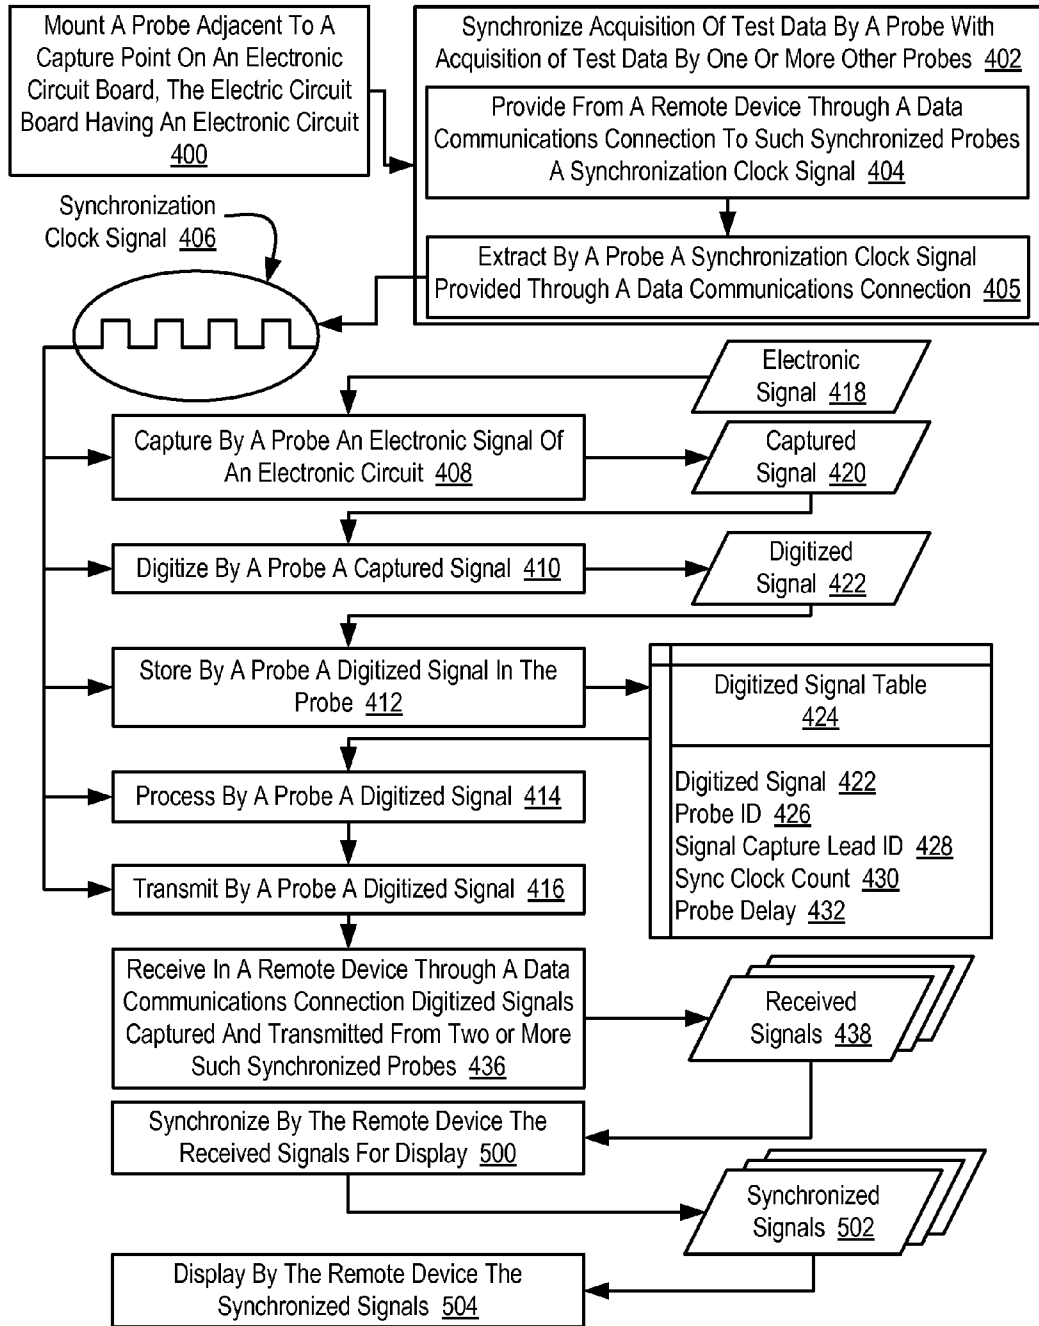 Mount A Probe Adjacent To A
Capture Point On An Electronic
Circuit Board, The Electric Circuit
Board Having An Electronic Circuit
400
Synchronize Acquisition Of Test Data By A Probe With
Acquisition of Test Data By One Or More Other Probes 402
Provide From A Remote Device Through A Data
Communications Connection To Such Synchronized Probes
A Synchronization Clock Signal 404
Extract By A Probe A Synchronization Clock Signal
Provided Through A Data Communications Connection 405
Synchronization
Clock Signal 406
Electronic
Signal 418
Capture By A Probe An Electronic Signal Of
An Electronic Circuit 408
Captured
Signal 420
Digitize By A Probe A Captured Signal 410
Digitized
Signal 422
Store By A Probe A Digitized Signal In The
Probe 412
Digitized Signal Table
424
Digitized Signal 422
Probe ID 426
Signal Capture Lead ID 428
Sync Clock Count 430
Probe Delay 432
Process By A Probe A Digitized Signal 414
Transmit By A Probe A Digitized Signal 416
Receive In A Remote Device Through A Data
Communications Connection Digitized Signals
Captured And Transmitted From Two or More
Such Synchronized Probes 436
Received
Signals 438
Synchronize By The Remote Device The
Received Signals For Display 500
Synchronized
Signals 502
Display By The Remote Device The
Synchronized Signals 504